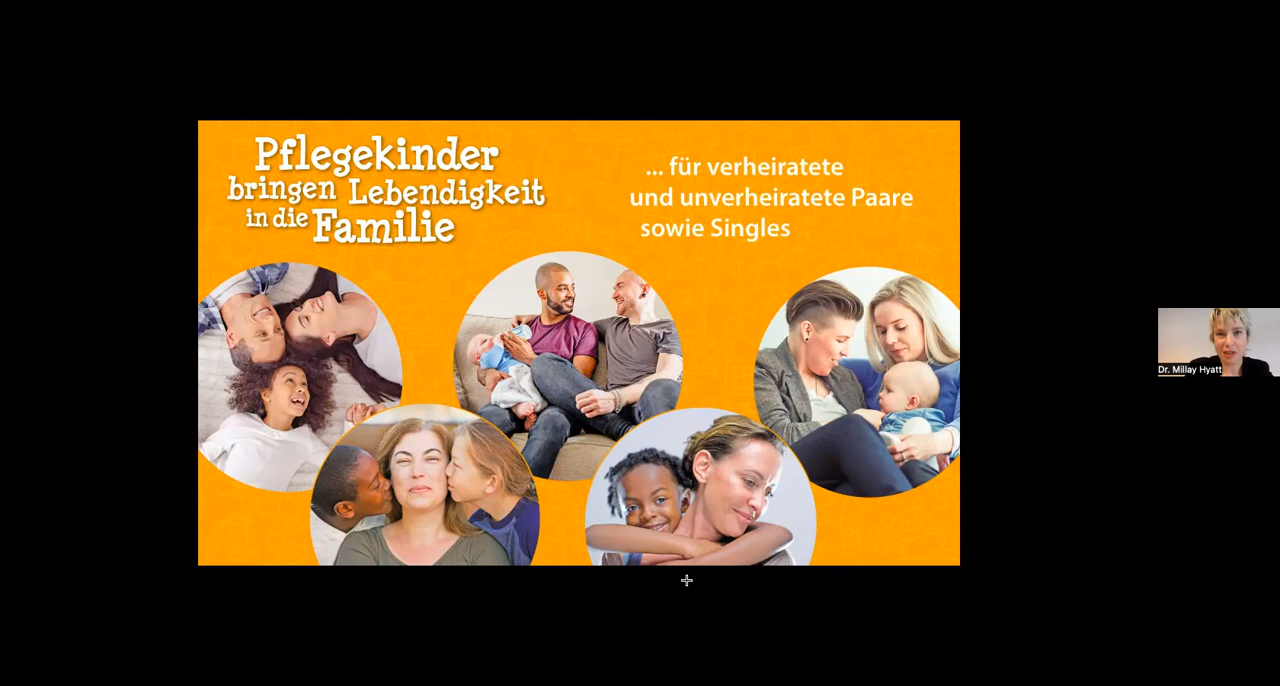 Pflegekinder
bringen Lebendigkeit
in die Familie
... für verheiratete
und unverheiratete Paare
sowie Singles
Dr. Millay Hyatt